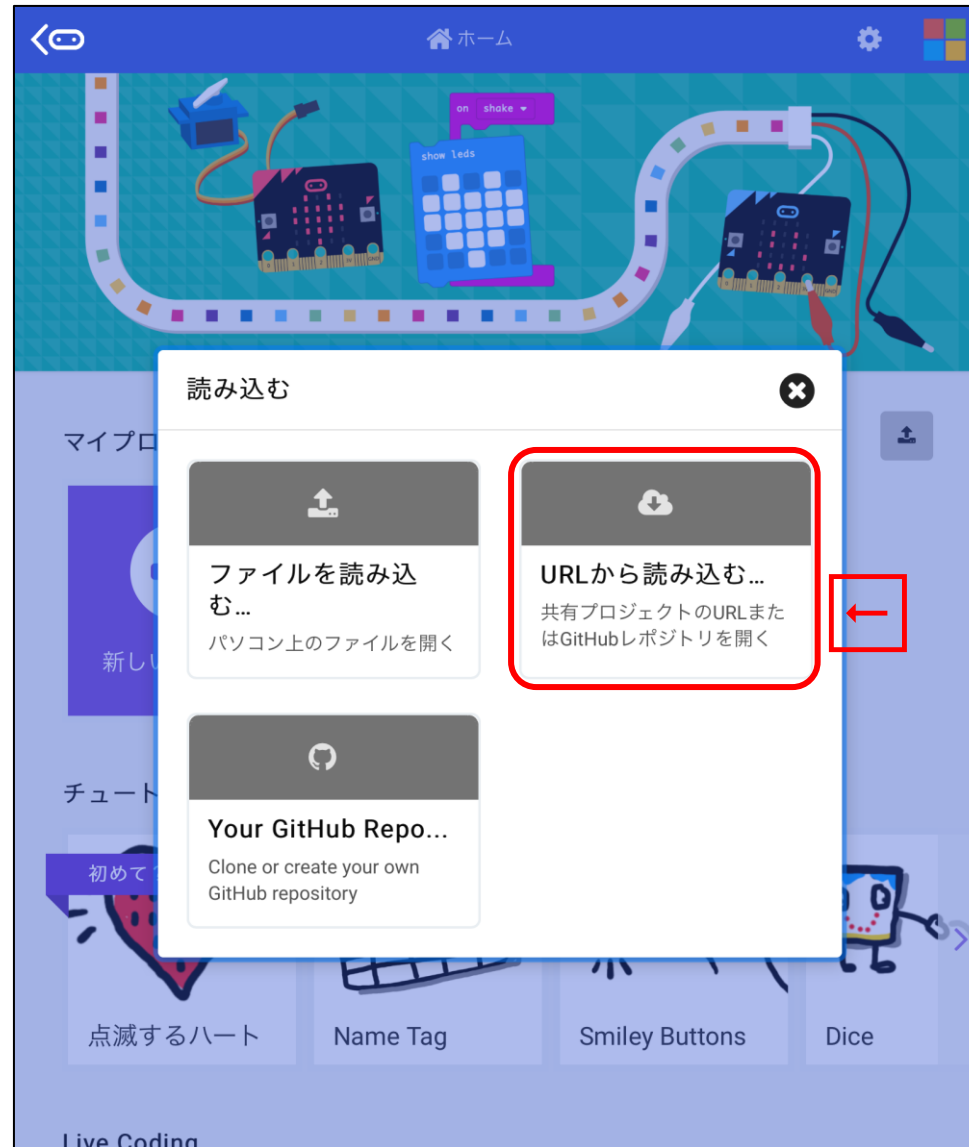 ホーム
on shake
show leds
読み込む
マイプロ
ファイルを読み込
む...
パソコン上のファイルを開く
URLから読み込む...
共有プロジェクトのURLまた
はGitHubレポジトリを開く
←
新しい
Your GitHub Repo...
Clone or create your own
GitHub repository
チュート
初めて
点滅するハート
Name Tag
Smiley Buttons
Dice
Live Coding